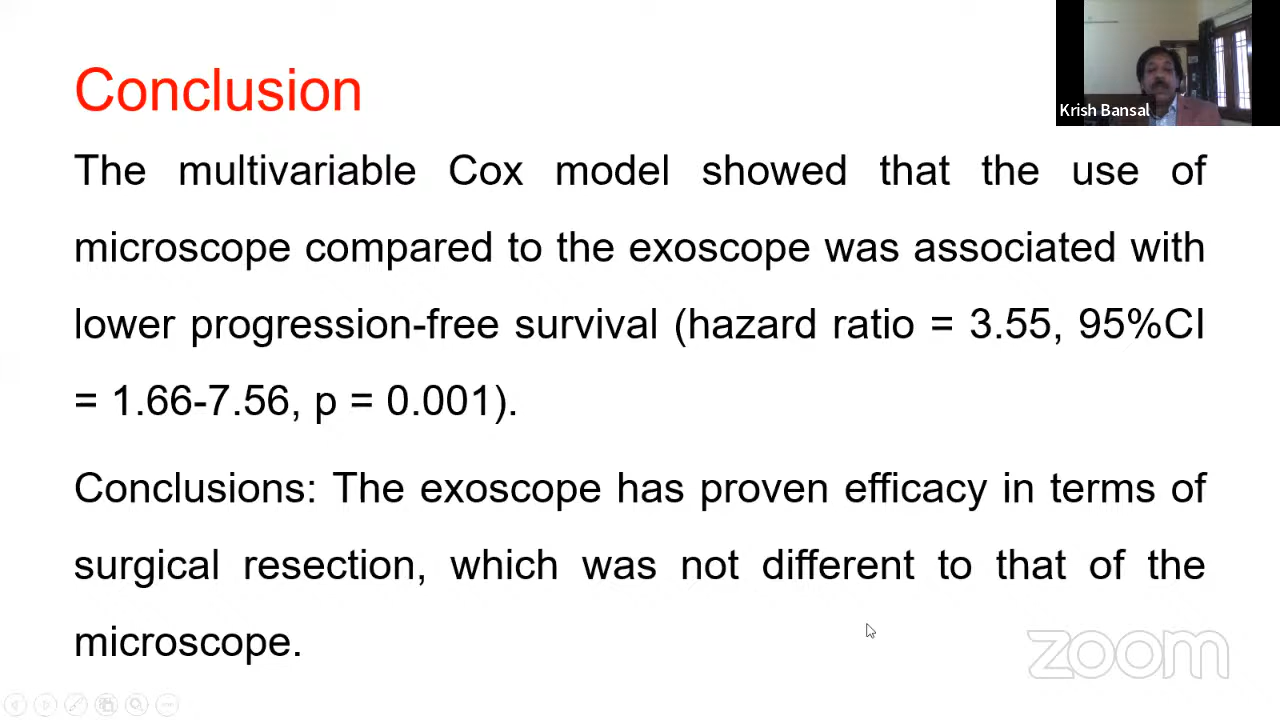 Conclusion
Krish Bansal
The multivariable Cox model showed that the use of
microscope compared to the exoscope was associated with
lower progression-free survival (hazard ratio = 3.55, 95%CI
= 1.66-7.56, p = 0.001).
Conclusions: The exoscope has proven efficacy in terms of
surgical resection, which was not different to that of the
microscope.
zoom